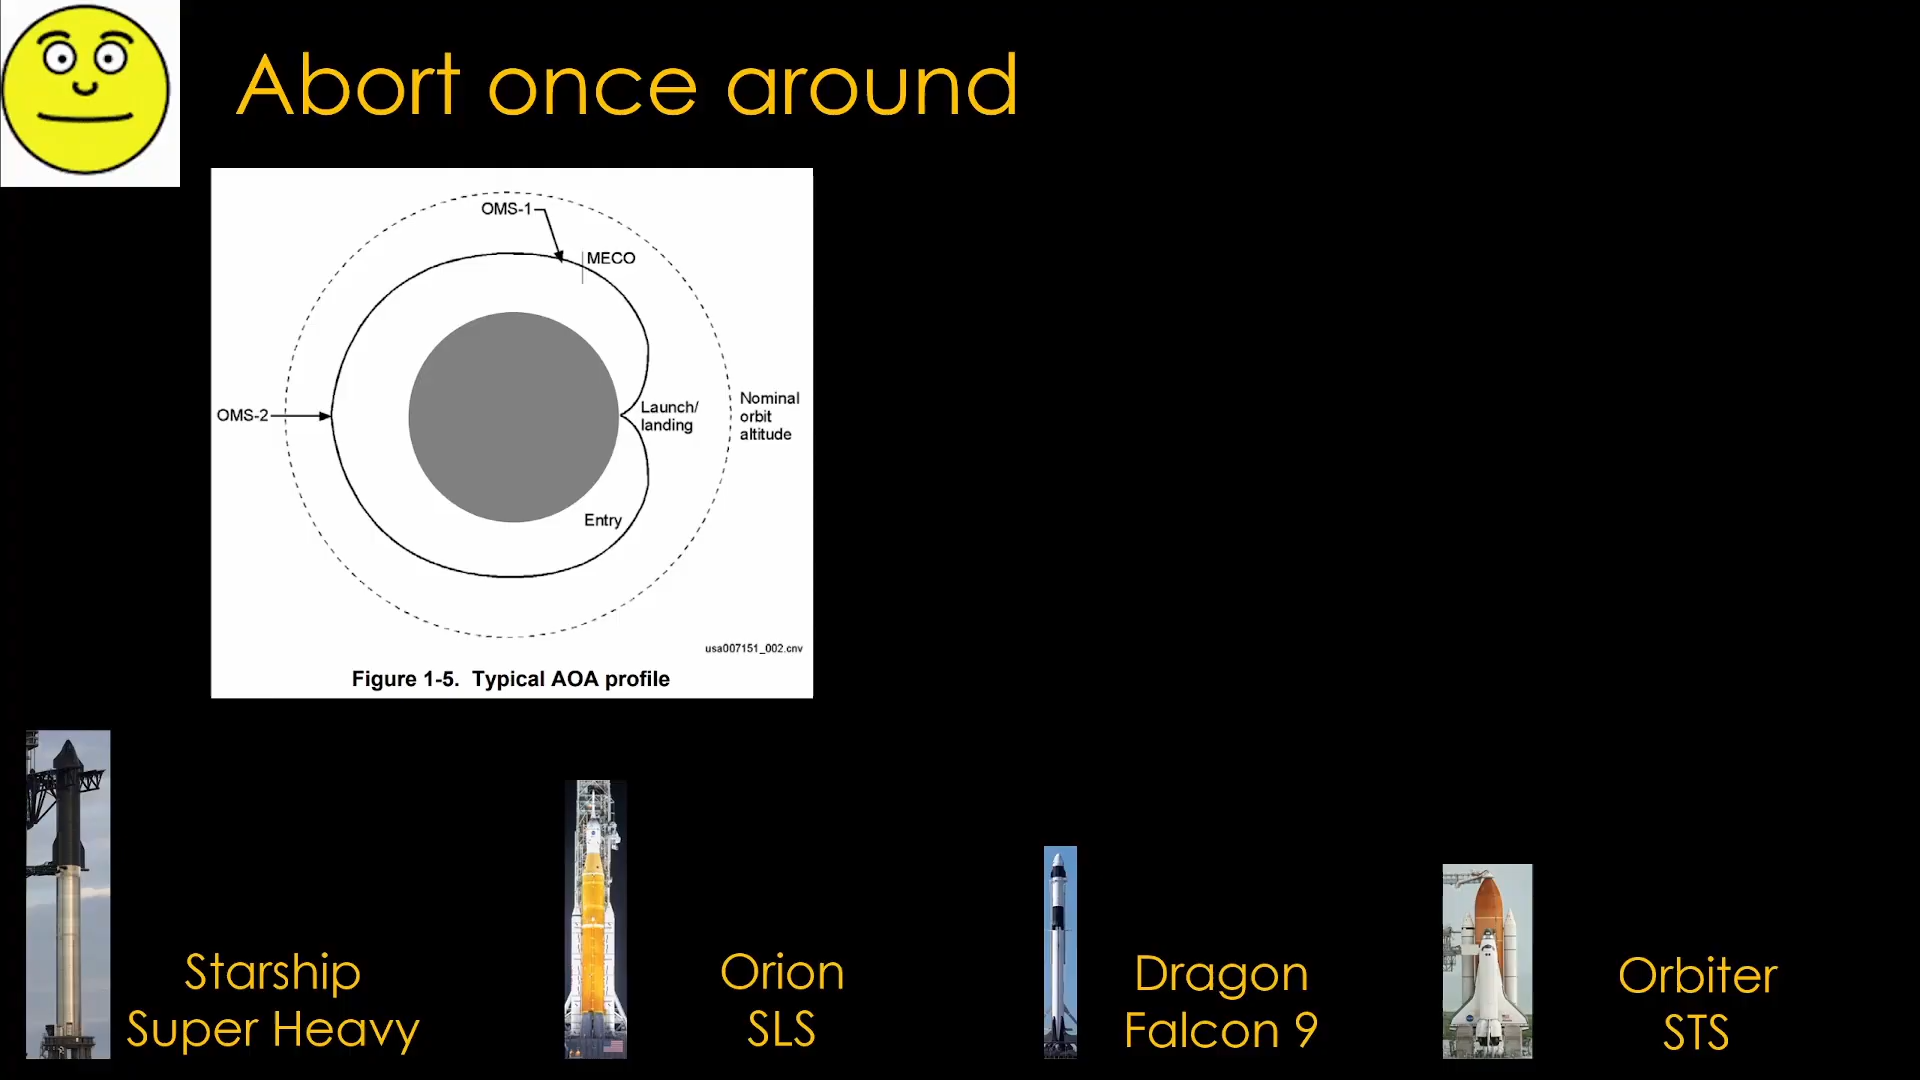 Abort once around
OMS-1
MECO
OMS-2
Launch/
landing
Nominal
orbit
altitude
Entry
usa007151_002.cnv
Figure 1-5. Typical AOA profile
Starship
Super Heavy
Orion
SLS
Dragon
Falcon 9
Orbiter
STS